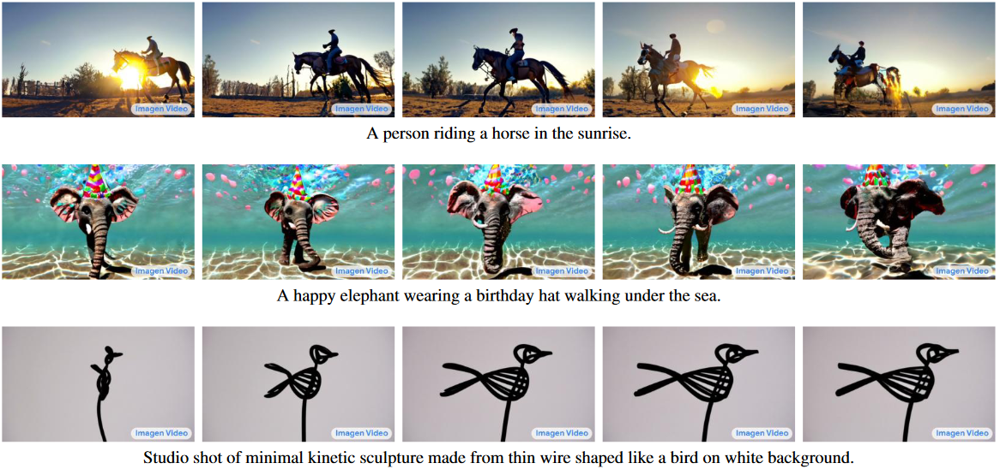 Imagen Video Imagen Video Imagen Video Imagen Video Imagen Video
A person riding a horse in the sunrise.
Imagen Video Imagen Video Imagen Video Imagen Video Imagen Video
A happy elephant wearing a birthday hat walking under the sea.
Imagen Video Imagen Video Imagen Video Imagen Video Imagen Video
Studio shot of minimal kinetic sculpture made from thin wire shaped like a bird on white background.